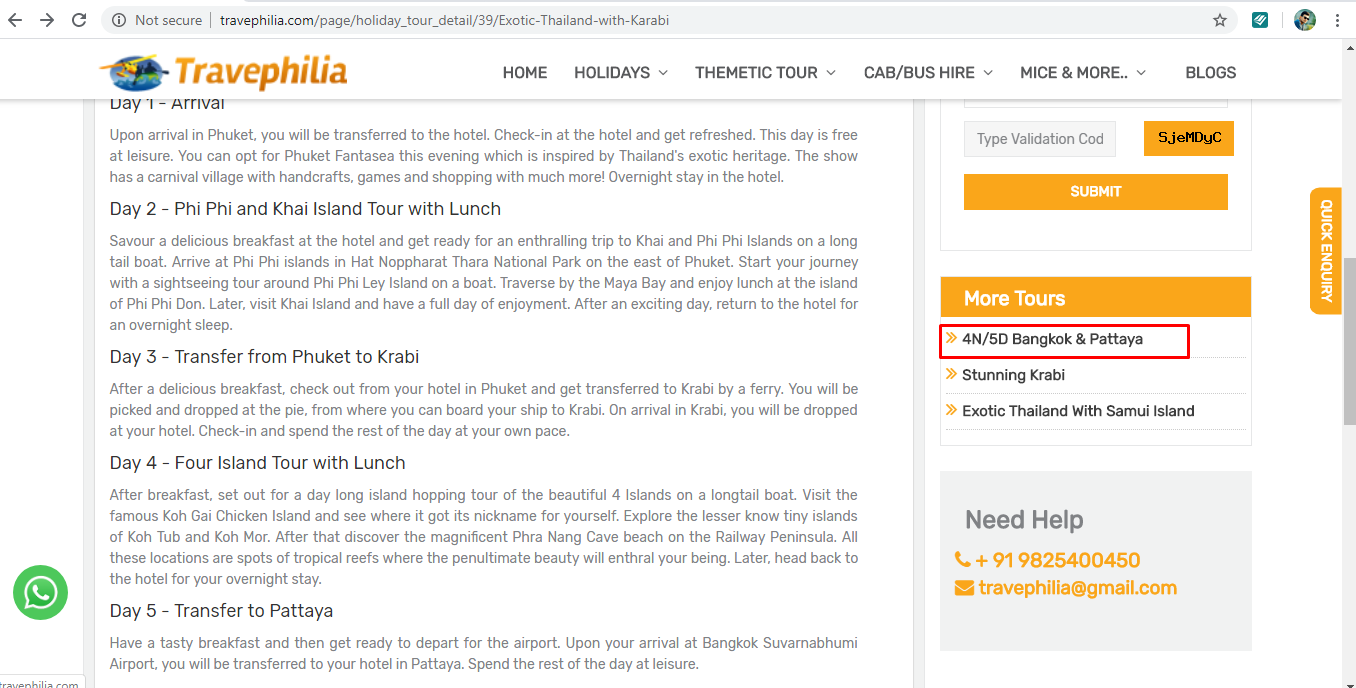 Not secure
travephilia.com/page/holiday_tour_detail/39/Exotic-Thailand-with-Karabi
Travephilia
HOME
HOLIDAYS
THEMETIC TOUR
CAB/BUS HIRE
MICE & MORE..
BLOGS
Day 1 - Arrival
Upon arrival in Phuket, you will be transferred to the hotel. Check-in at the hotel and get refreshed. This day is free
at leisure. You can opt for Phuket Fantasea this evening which is inspired by Thailand's exotic heritage. The show
has a carnival village with handcrafts, games and shopping with much more! Overnight stay in the hotel.
Day 2 - Phi Phi and Khai Island Tour with Lunch
Savour a delicious breakfast at the hotel and get ready for an enthralling trip to Khai and Phi Phi Islands on a long
tail boat. Arrive at Phi Phi islands in Hat Noppharat Thara National Park on the east of Phuket. Start your journey
with a sightseeing tour around Phi Phi Ley Island on a boat. Traverse by the Maya Bay and enjoy lunch at the island
of Phi Phi Don. Later, visit Khai Island and have a full day of enjoyment. After an exciting day, return to the hotel for
an overnight sleep.
Day 3 - Transfer from Phuket to Krabi
After a delicious breakfast, check out from your hotel in Phuket and get transferred to Krabi by a ferry. You will be
picked and dropped at the pie, from where you can board your ship to Krabi. On arrival in Krabi, you will be dropped
at your hotel. Check-in and spend the rest of the day at your own pace.
Day 4 - Four Island Tour with Lunch
After breakfast, set out for a day long island hopping tour of the beautiful 4 Islands on a longtail boat. Visit the
famous Koh Gai Chicken Island and see where it got its nickname for yourself. Explore the lesser know tiny islands
of Koh Tub and Koh Mor. After that discover the magnificent Phra Nang Cave beach on the Railway Peninsula. All
these locations are spots of tropical reefs where the penultimate beauty will enthral your being. Later, head back to
the hotel for your overnight stay.
Day 5 - Transfer to Pattaya
Have a tasty breakfast and then get ready to depart for the airport. Upon your arrival at Bangkok Suvarnabhumi
Airport, you will be transferred to your hotel in Pattaya. Spend the rest of the day at leisure.
Type Validation Cod
SjeMDyC
SUBMIT
QUICK ENQUIRY
More Tours
4N/5D Bangkok & Pattaya
Stunning Krabi
Exotic Thailand With Samui Island
Need Help
+ 91 9825400450
travephilia@gmail.com
travephilia.com